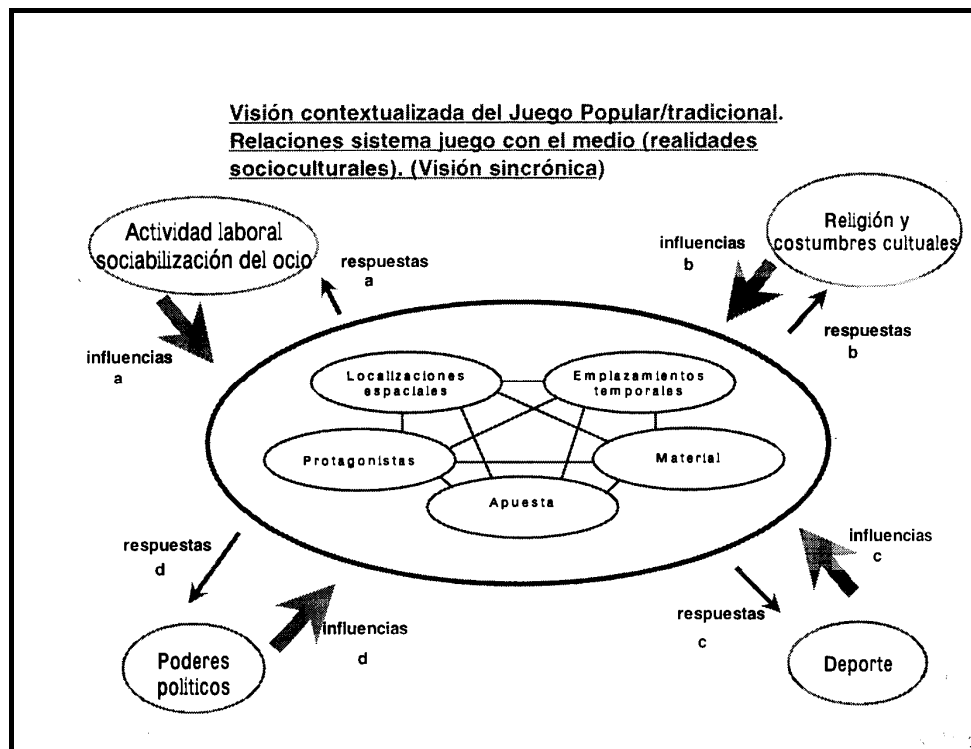 Visión contextualizada del Juego Popular/tradicional.
Relaciones sistema juego con el medio (realidades
socioculturales). (Visión sincrónica)
Actividad laboral
sociabilización del ocio
respuestas
a
influencias
a
Religión y
costumbres cultuales
influencias
b
respuestas
b
Localizaciones
espaciales
Emplazamientos
temporales
Protagonistas
Material
Apuesta
respuestas
d
influencias
d
Poderes
políticos
influencias
c
respuestas
c
Deporte